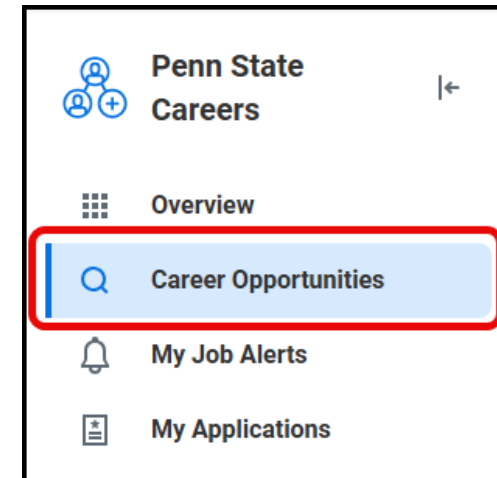 Penn State
Careers
Overview
Career Opportunities
My Job Alerts
My Applications